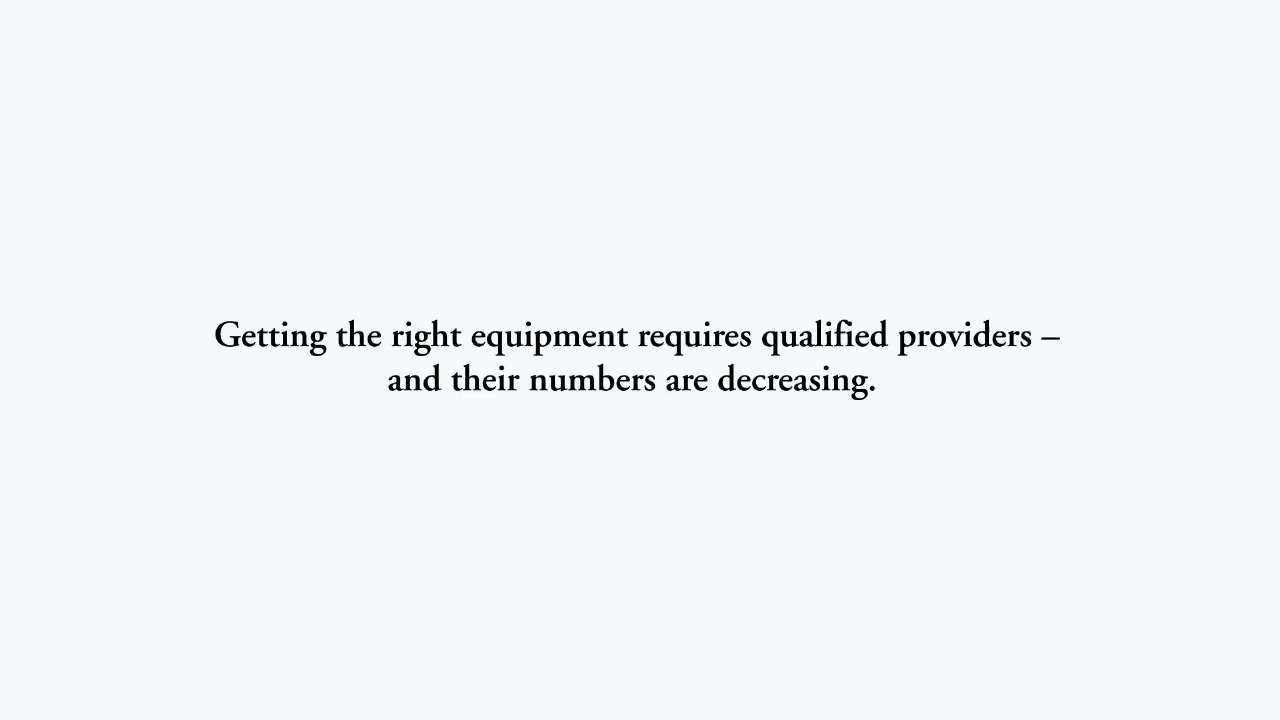 Getting the right equipment requires qualified providers –
and their numbers are decreasing.